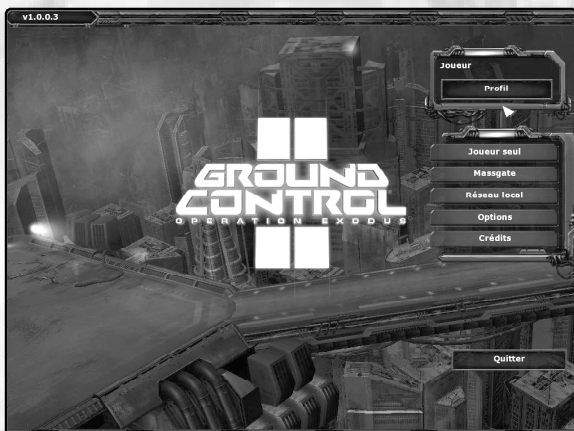 v1.0.0.3
Joueur
Profil
Joueur seul
Massgate
Réseau local
Options
Crédits
GROUND
CONTROL
OPERATION EXODUS
Quitter